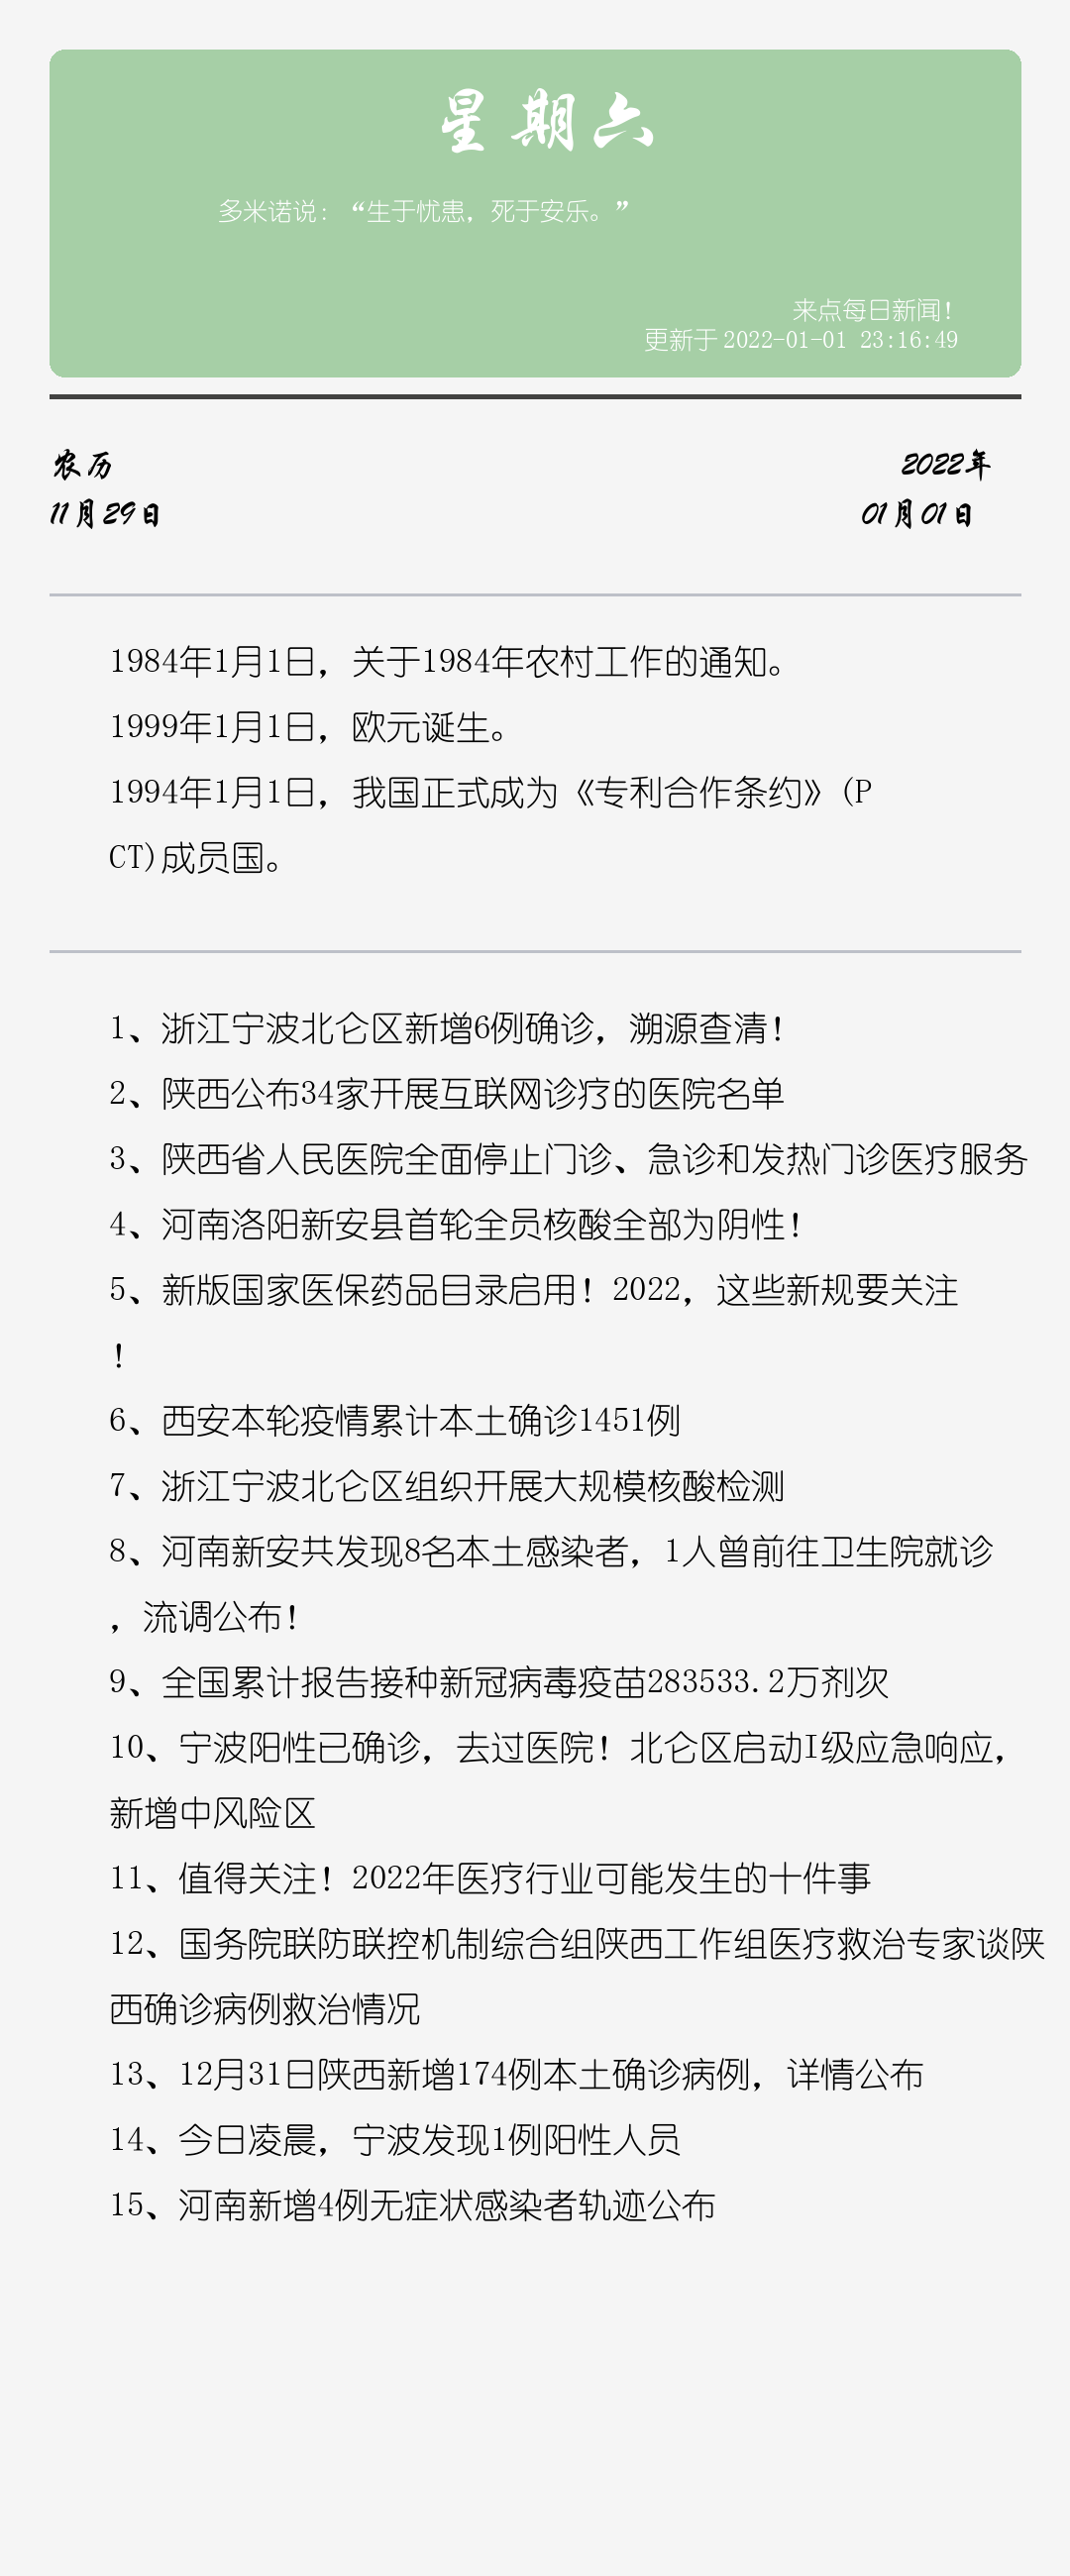 星期六
多米诺说：“生于忧患，死于安乐。”
来点每日新闻！
更新于 2022-01-01 23:16:49
农历
2022年
11月29日
01月01日
1984年1月1日，关于1984年农村工作的通知。
1999年1月1日，欧元诞生。
1994年1月1日，我国正式成为《专利合作条约》(P
CT)成员国。
1、浙江宁波北仑区新增6例确诊，溯源查清！
2、陕西公布34家开展互联网诊疗的医院名单
3、陕西省人民医院全面停止门诊、急诊和发热门诊医疗服务
4、河南洛阳新安县首轮全员核酸全部为阴性！
5、新版国家医保药品目录启用！2022，这些新规要关注
！
6、西安本轮疫情累计本土确诊1451例
7、浙江宁波北仑区组织开展大规模核酸检测
8、河南新安共发现8名本土感染者，1人曾前往卫生院就诊
，流调公布！
9、全国累计报告接种新冠病毒疫苗283533.2万剂次
10、宁波阳性已确诊，去过医院！北仑区启动I级应急响应，
新增中风险区
11、值得关注！2022年医疗行业可能发生的十件事
12、国务院联防联控机制综合组陕西工作组医疗救治专家谈陕
西确诊病例救治情况
13、12月31日陕西新增174例本土确诊病例，详情公布
14、今日凌晨，宁波发现1例阳性人员
15、河南新增4例无症状感染者轨迹公布